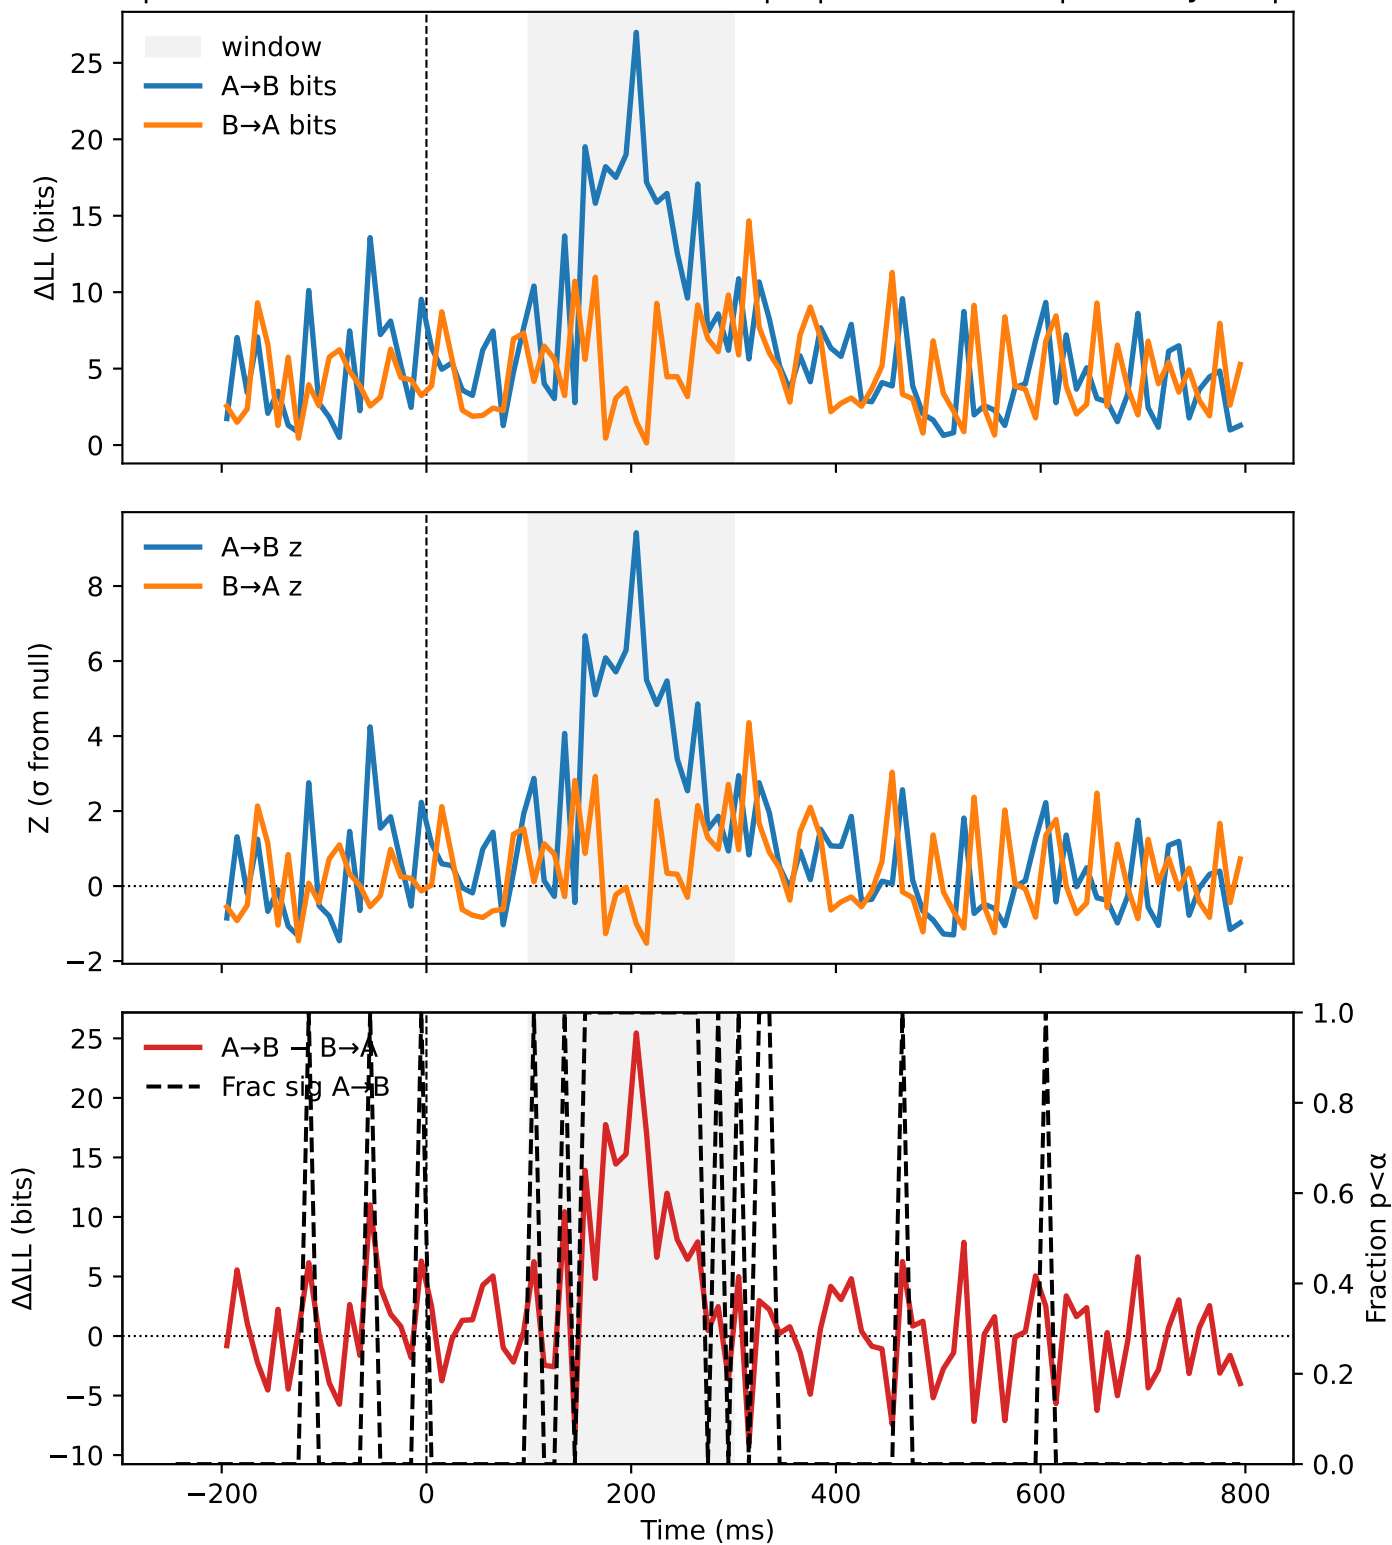 window
A→B bits
B→A bits
ΔLL (bits)
25
20
15
10
5
0
A→B z
B→A z
Z (σ from null)
8
6
4
2
0
−2
A→B − B→A
Frac sig A→B
ΔΔLL (bits)
25
20
15
10
5
0
−5
−10
1.0
0.8
0.6
0.4
0.2
0.0
Fraction p<α
−200
0
200
400
600
800
Time (ms)